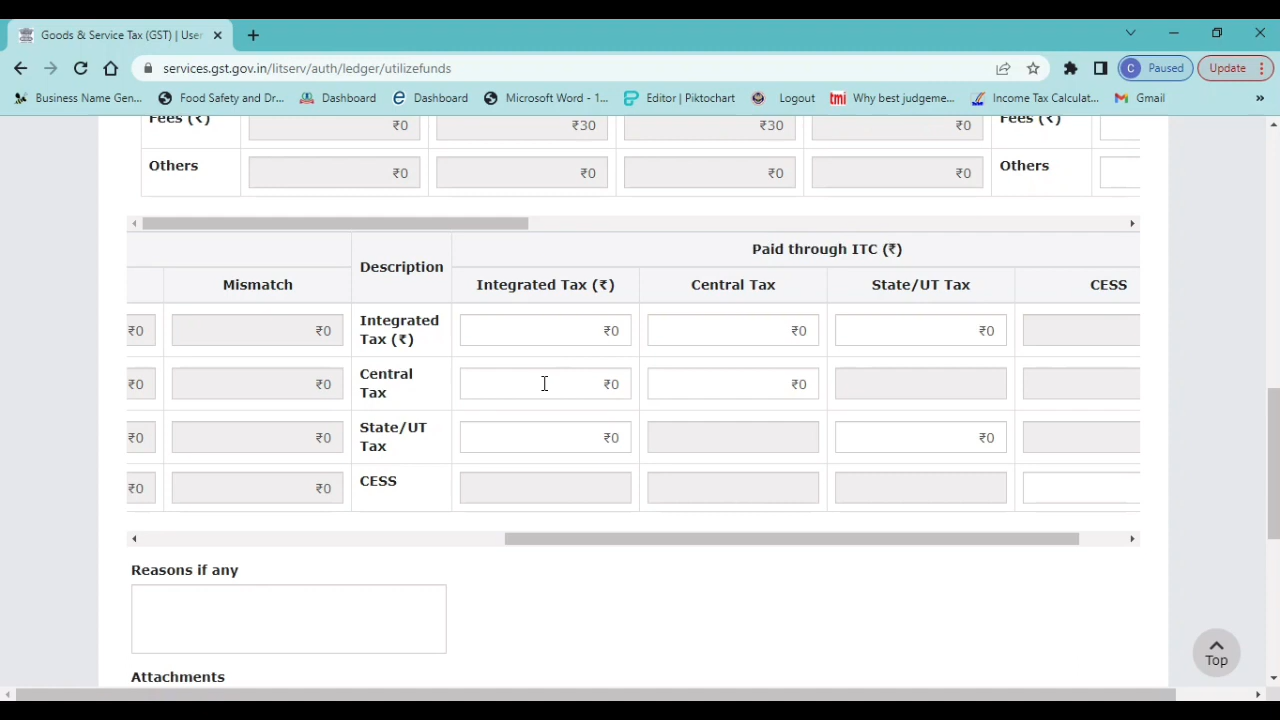 Goods & Service Tax (GST) | User
services.gst.gov.in/litserv/auth/ledger/utilizefunds
C Paused
Update
Business Name Gen...
Food Safety and Dr...
Dashboard
Dashboard
Microsoft Word - 1...
Editor | Piktochart
Logout
tmi Why best judgeme...
Income Tax Calculat...
Gmail
»
Fees (₹) ₹0 ₹30 ₹30 ₹0 Fees (₹)
Others ₹0 ₹0 ₹0 ₹0 Others
Mismatch Description Paid through ITC (₹)
Integrated Tax (₹) Central Tax State/UT Tax CESS
₹0 ₹0 Integrated Tax (₹) ₹0 ₹0 ₹0
₹0 ₹0 Central Tax ₹0 ₹0
₹0 ₹0 State/UT Tax ₹0 ₹0
₹0 ₹0 CESS
Reasons if any
Attachments
Top